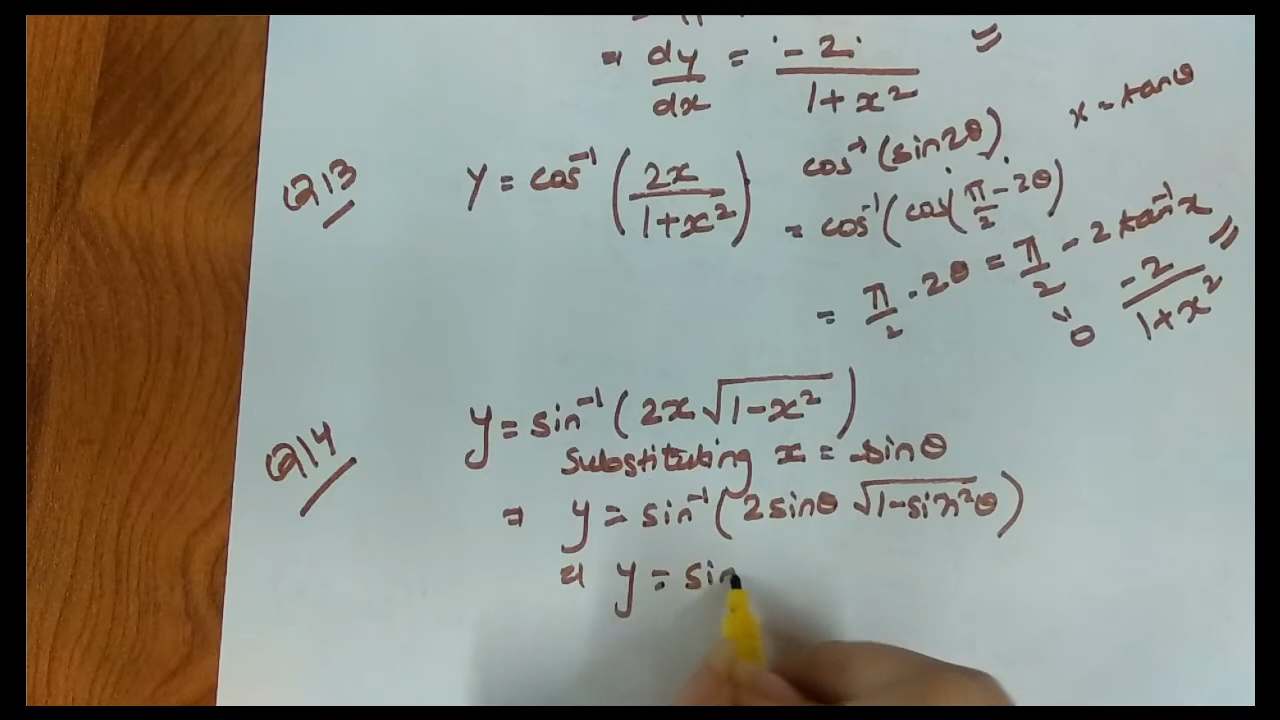 = dy/dx = -2/1+x²
Q13 y = cos⁻¹(2x/1+x²) cos⁻¹(sin2θ) x = tanθ
= cos⁻¹(cos(π/2 - 2θ)
= π/2 - 2θ = π/2 - 2tan⁻¹x
= 0 -2/1+x²
Q14 y = sin⁻¹(2x√1-x²)
Substituting x = sinθ
⇒ y = sin⁻¹(2sinθ √1-sin²θ)
⇒ y = sin